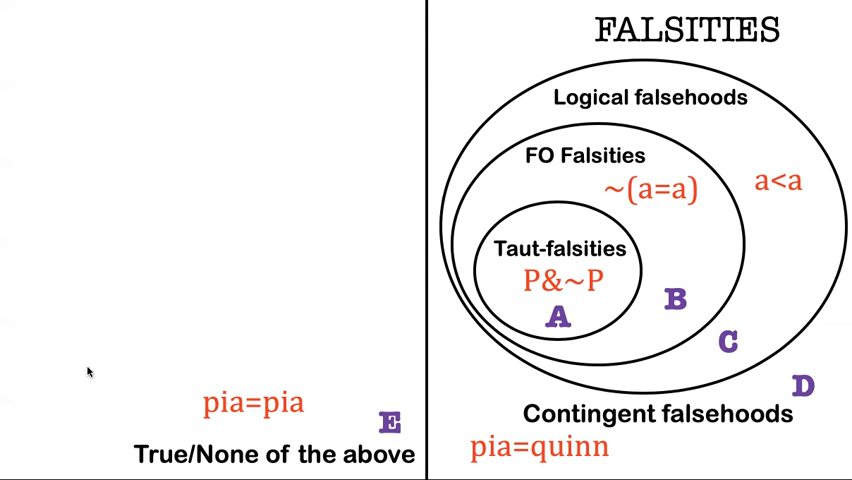 FALSITIES
Logical falsehoods
FO Falsities
~(a=a)
a<a
Taut-falsities
P&~P
A
B
C
D
Contingent falsehoods
pia=quinn
pia=pia
E
True/None of the above